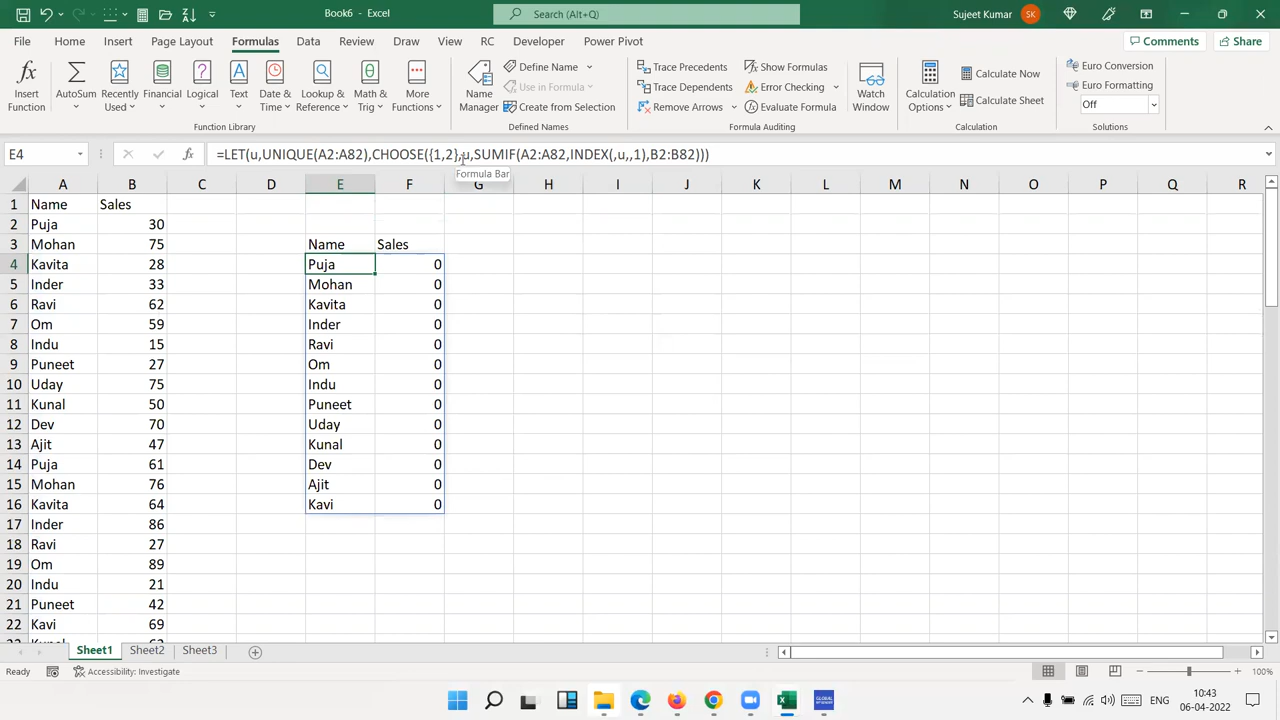 Book6 - Excel
Search (Alt+Q)
Sujeet Kumar SK
File Home Insert Page Layout Formulas Data Review Draw View RC Developer Help Power Pivot
Comments Share
Insert Function
AutoSum
Recently Used
Financial
Logical
Text
Date & Time
Lookup & Reference
Math & Trig
More Functions
Function Library
Name Manager
Define Name
Use in Formula
Create from Selection
Defined Names
Trace Precedents
Trace Dependents
Remove Arrows
Show Formulas
Error Checking
Evaluate Formula
Formula Auditing
Watch Window
Calculation Options
Calculate Now
Calculate Sheet
Calculation
Euro Conversion
Euro Formatting
Off
Solutions
E4 fx =LET(u,UNIQUE(A2:A82),CHOOSE({1,2},u,SUMIF(A2:A82,INDEX(,u,,1),B2:B82)))
Formula Bar
A B C D E F G H I J K L M N O P Q R
1 Name Sales
2 Puja 30
3 Mohan 75 Name Sales
4 Kavita 28 Puja 0
5 Inder 33 Mohan 0
6 Ravi 62 Kavita 0
7 Om 59 Inder 0
8 Indu 15 Ravi 0
9 Puneet 27 Om 0
10 Uday 75 Indu 0
11 Kunal 50 Puneet 0
12 Dev 70 Uday 0
13 Ajit 47 Kunal 0
14 Puja 61 Dev 0
15 Mohan 76 Ajit 0
16 Kavita 64 Kavi 0
17 Inder 86
18 Ravi 27
19 Om 89
20 Indu 21
21 Puneet 42
22 Kavi 69
Sheet1 Sheet2 Sheet3
Ready Accessibility: Investigate 100%
ENG 10:43
06-04-2022